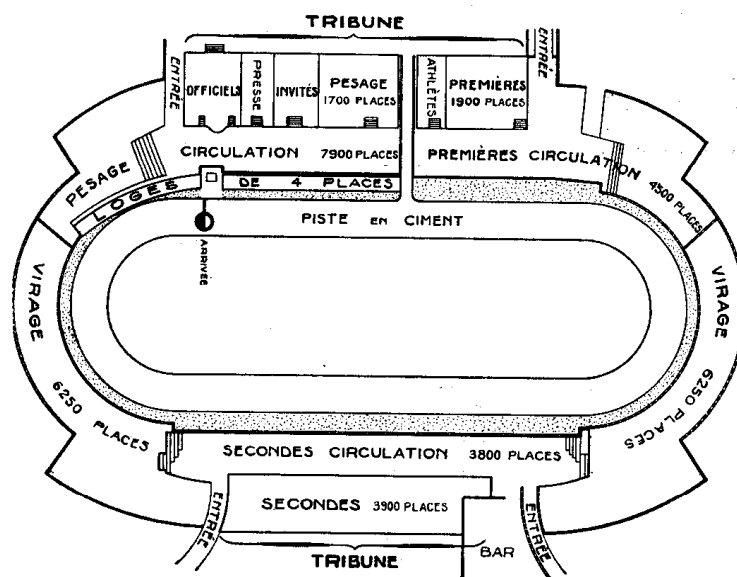 TRIBUNE
ENTRÉE
OFFICIELS
PRESSE
INVITÉS
PESAGE
1700 PLACES
ATHLÈTES
PREMIÈRES
1900 PLACES
ENTRÉE
CIRCULATION 7900 PLACES
PREMIÈRES CIRCULATION
4500 PLACES
PESAGE
LOGES DE 4 PLACES
PISTE EN CIMENT
ARRIVÉE
VIRAGE
6250 PLACES
VIRAGE
6250 PLACES
SECONDES CIRCULATION 3800 PLACES
SECONDES 3900 PLACES
ENTRÉE
ENTRÉE
TRIBUNE
BAR